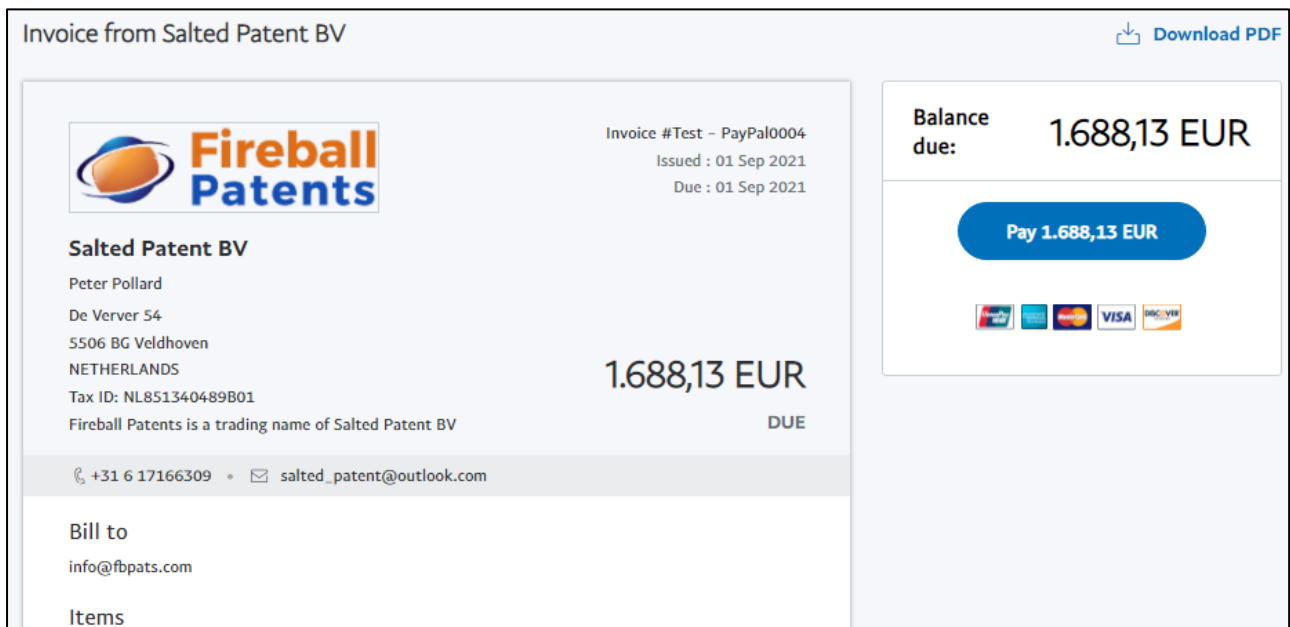 Invoice from Salted Patent BV
Download PDF
Fireball
Patents
Invoice #Test - PayPal0004
Issued : 01 Sep 2021
Due : 01 Sep 2021
Salted Patent BV
Peter Pollard
De Verver 54
5506 BG Veldhoven
NETHERLANDS
Tax ID: NL851340489B01
Fireball Patents is a trading name of Salted Patent BV
1.688,13 EUR
DUE
+31 6 17166309 • salted_patent@outlook.com
Bill to
info@fbpats.com
Items
Balance
due:
1.688,13 EUR
Pay 1.688,13 EUR
VISA
DISCOVER